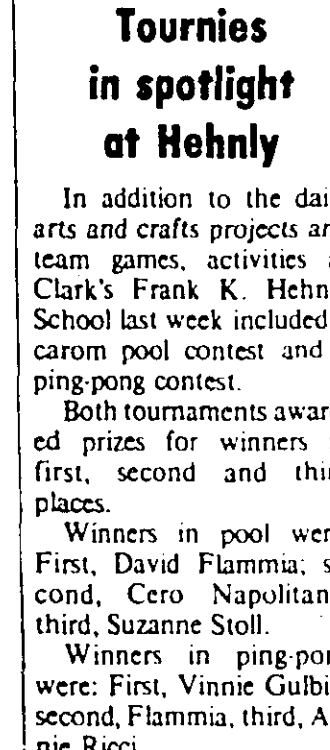 Tournies
in spotlight
at Hehnly
In addition to the dai
arts and crafts projects an
team games, activities a
Clark's Frank K. Hehn
School last week included
carom pool contest and
ping-pong contest.
Both tournaments awar
ed prizes for winners
first, second and thi
places.
Winners in pool wer
First, David Flammia; s
cond, Cero Napolitan
third, Suzanne Stoll.
Winners in ping-pon
were: First, Vinnie Gulbi
second, Flammia, third, A
nie Ricci